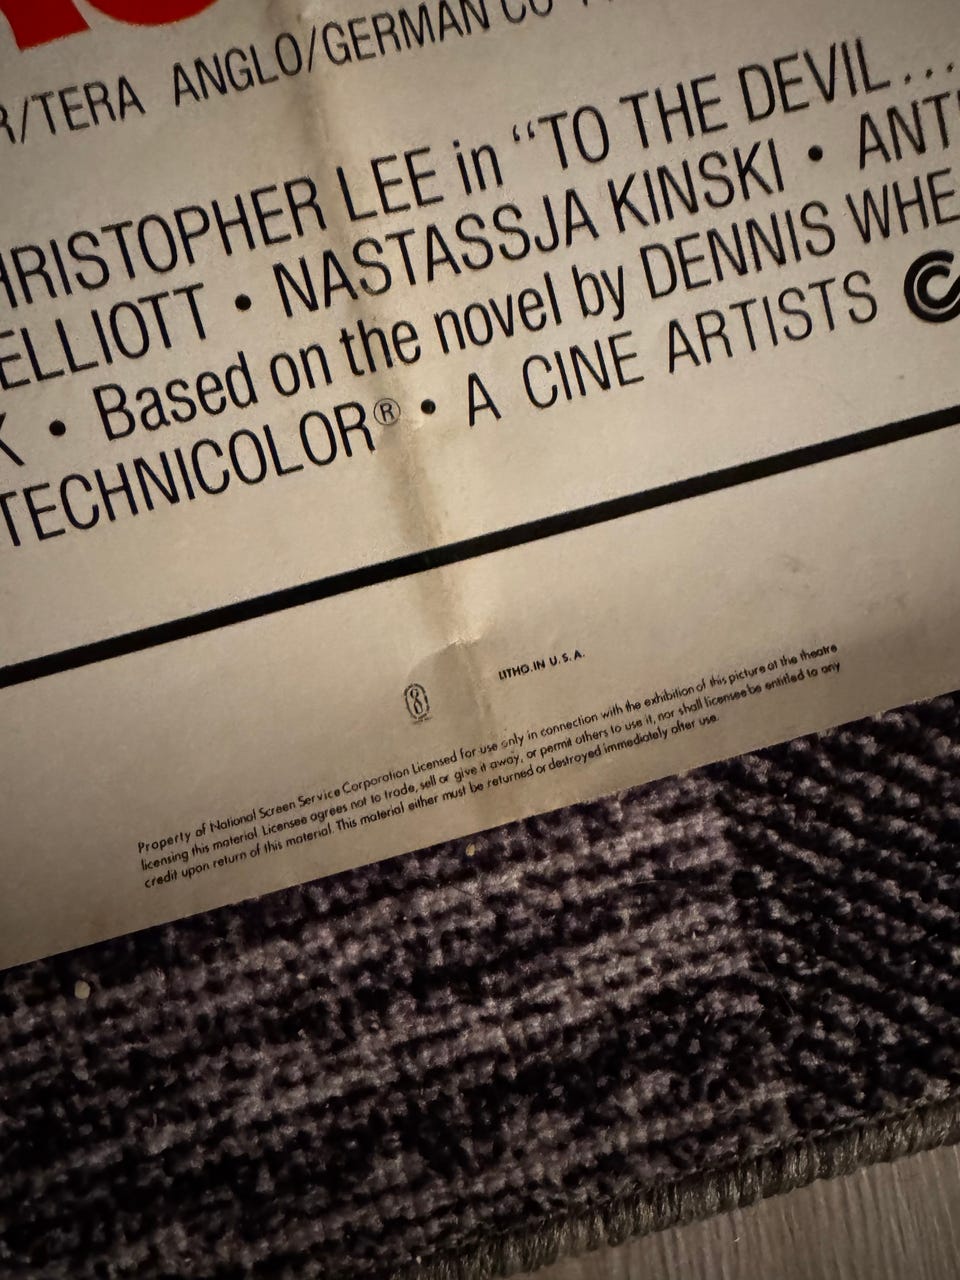 R/TERA ANGLO/GERMAN CO
HRISTOPHER LEE in “TO THE DEVIL...
ELLIOTT • NASTASSJA KINSKI • ANT
K • Based on the novel by DENNIS WHE
TECHNICOLOR® • A CINE ARTISTS
LITHO. IN U.S.A.
Property of National Screen Service Corporation Licensed for use only in connection with the exhibition of this picture at the theatre
licensing this material. Licensee agrees not to trade, sell or give it away, or permit others to use it, nor shall licensee be entitled to any
credit upon return of this material. This material either must be returned or destroyed immediately after use.